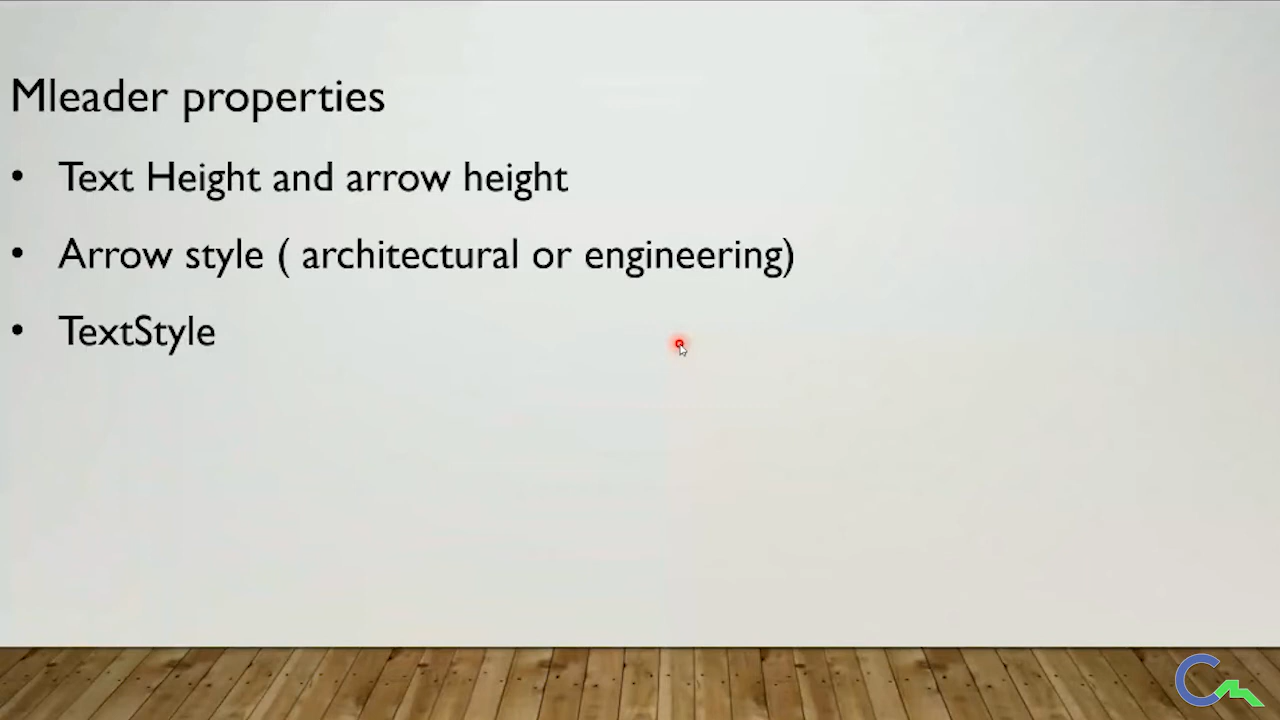 Mleader properties
• Text Height and arrow height
• Arrow style ( architectural or engineering)
• TextStyle